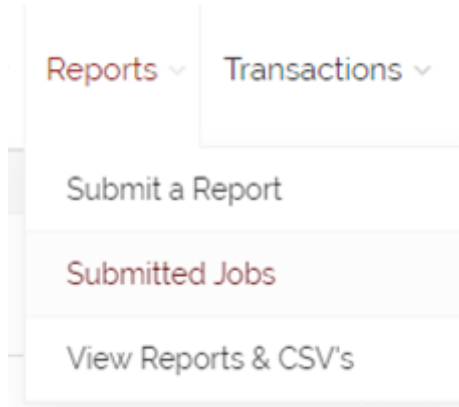 Reports Transactions
Submit a Report
Submitted Jobs
View Reports & CSV's